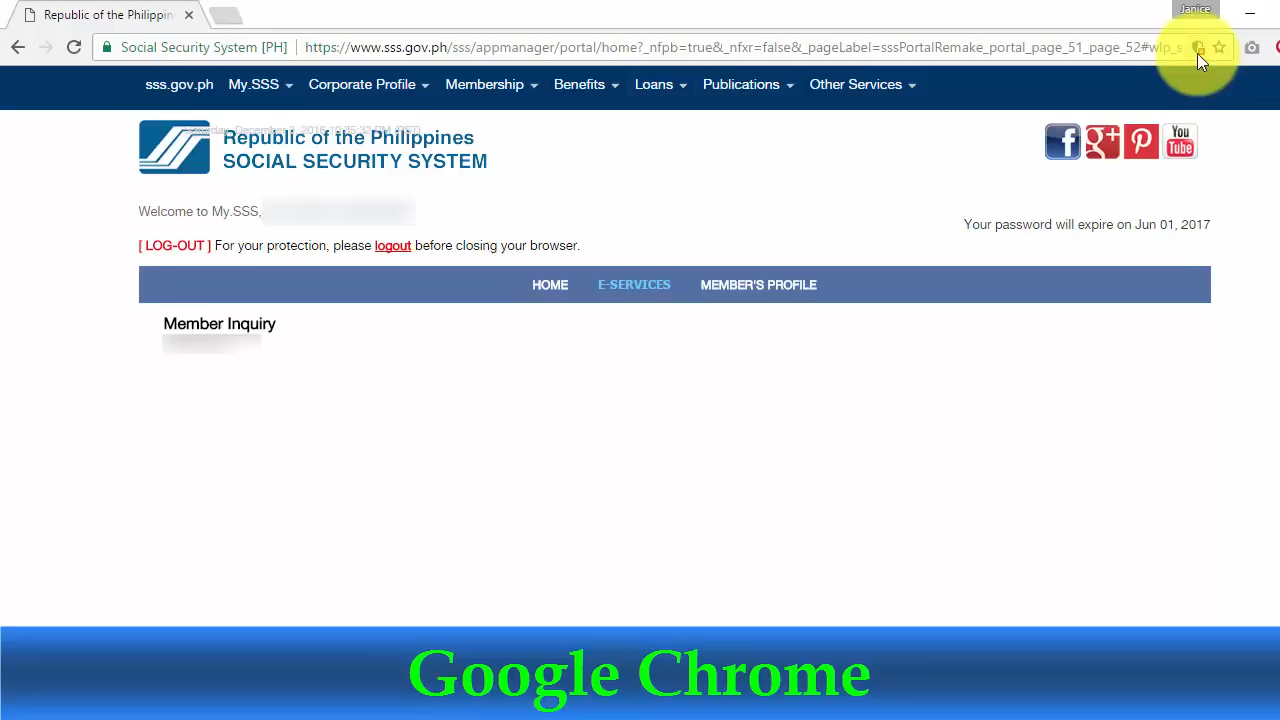 Janice
Republic of the Philippin
Social Security System [PH] https://www.sss.gov.ph/sss/appmanager/portal/home?_nfpb=true&_nfxr=false&_pageLabel=sssPortalRemake_portal_page_51_page_52#wlp_s
sss.gov.ph My.SSS Corporate Profile Membership Benefits Loans Publications Other Services
Republic of the Philippines
SOCIAL SECURITY SYSTEM
You Tube
Welcome to My.SSS,
Your password will expire on Jun 01, 2017
[ LOG-OUT ] For your protection, please logout before closing your browser.
HOME E-SERVICES MEMBER'S PROFILE
Member Inquiry
Google Chrome